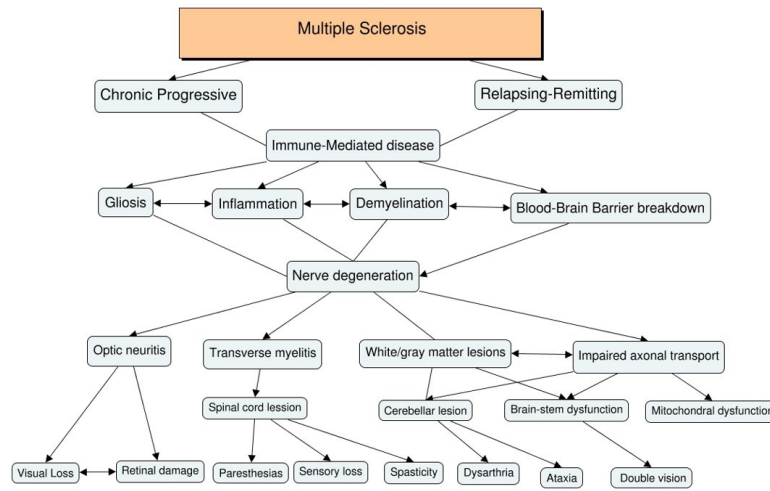 Multiple Sclerosis
Chronic Progressive
Relapsing-Remitting
Immune-Mediated disease
Gliosis
Inflammation
Demyelination
Blood-Brain Barrier breakdown
Nerve degeneration
Optic neuritis
Transverse myelitis
White/gray matter lesions
Impaired axonal transport
Spinal cord lession
Cerebellar lesion
Brain-stem dysfunction
Mitochondral dysfunction
Visual Loss
Retinal damage
Paresthesias
Sensory loss
Spasticity
Dysarthria
Ataxia
Double vision